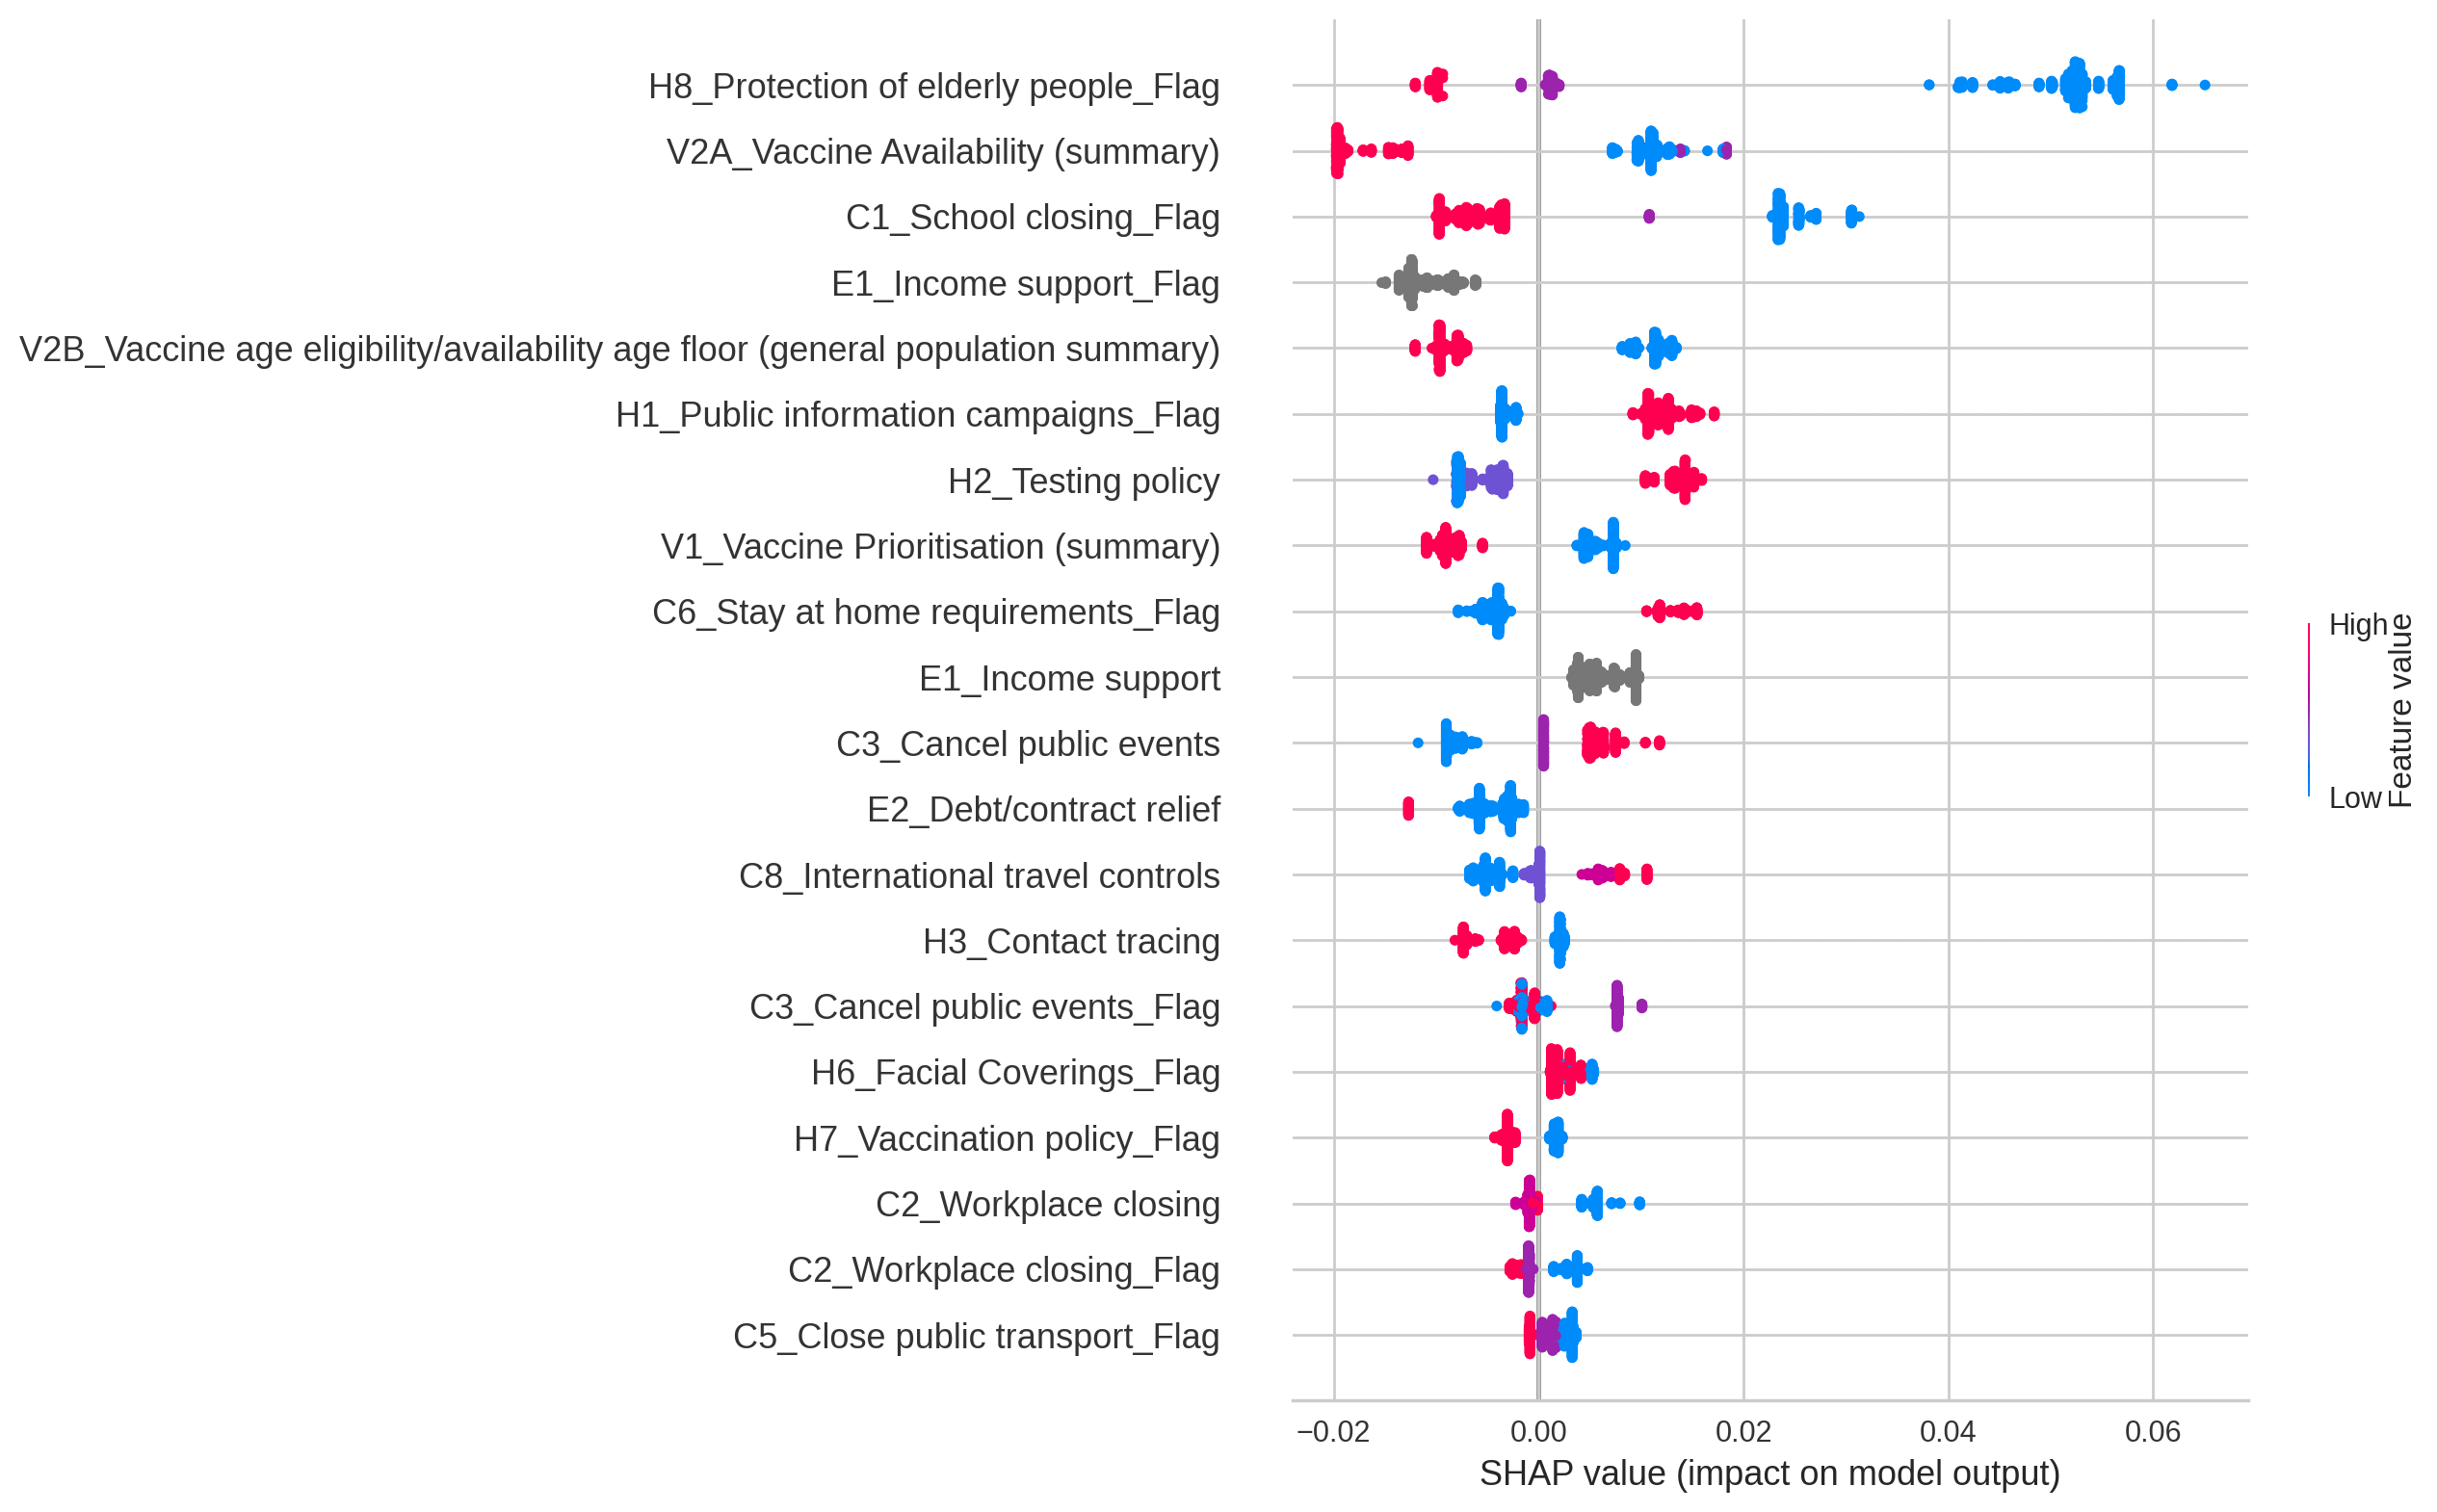 H8_Protection of elderly people_Flag
V2A_Vaccine Availability (summary)
C1_School closing_Flag
E1_Income support_Flag
V2B_Vaccine age eligibility/availability age floor (general population summary)
H1_Public information campaigns_Flag
H2_Testing policy
V1_Vaccine Prioritisation (summary)
C6_Stay at home requirements_Flag
E1_Income support
C3_Cancel public events
E2_Debt/contract relief
C8_International travel controls
H3_Contact tracing
C3_Cancel public events_Flag
H6_Facial Coverings_Flag
H7_Vaccination policy_Flag
C2_Workplace closing
C2_Workplace closing_Flag
C5_Close public transport_Flag
−0.02 0.00 0.02 0.04 0.06
SHAP value (impact on model output)
High
Low
Feature value